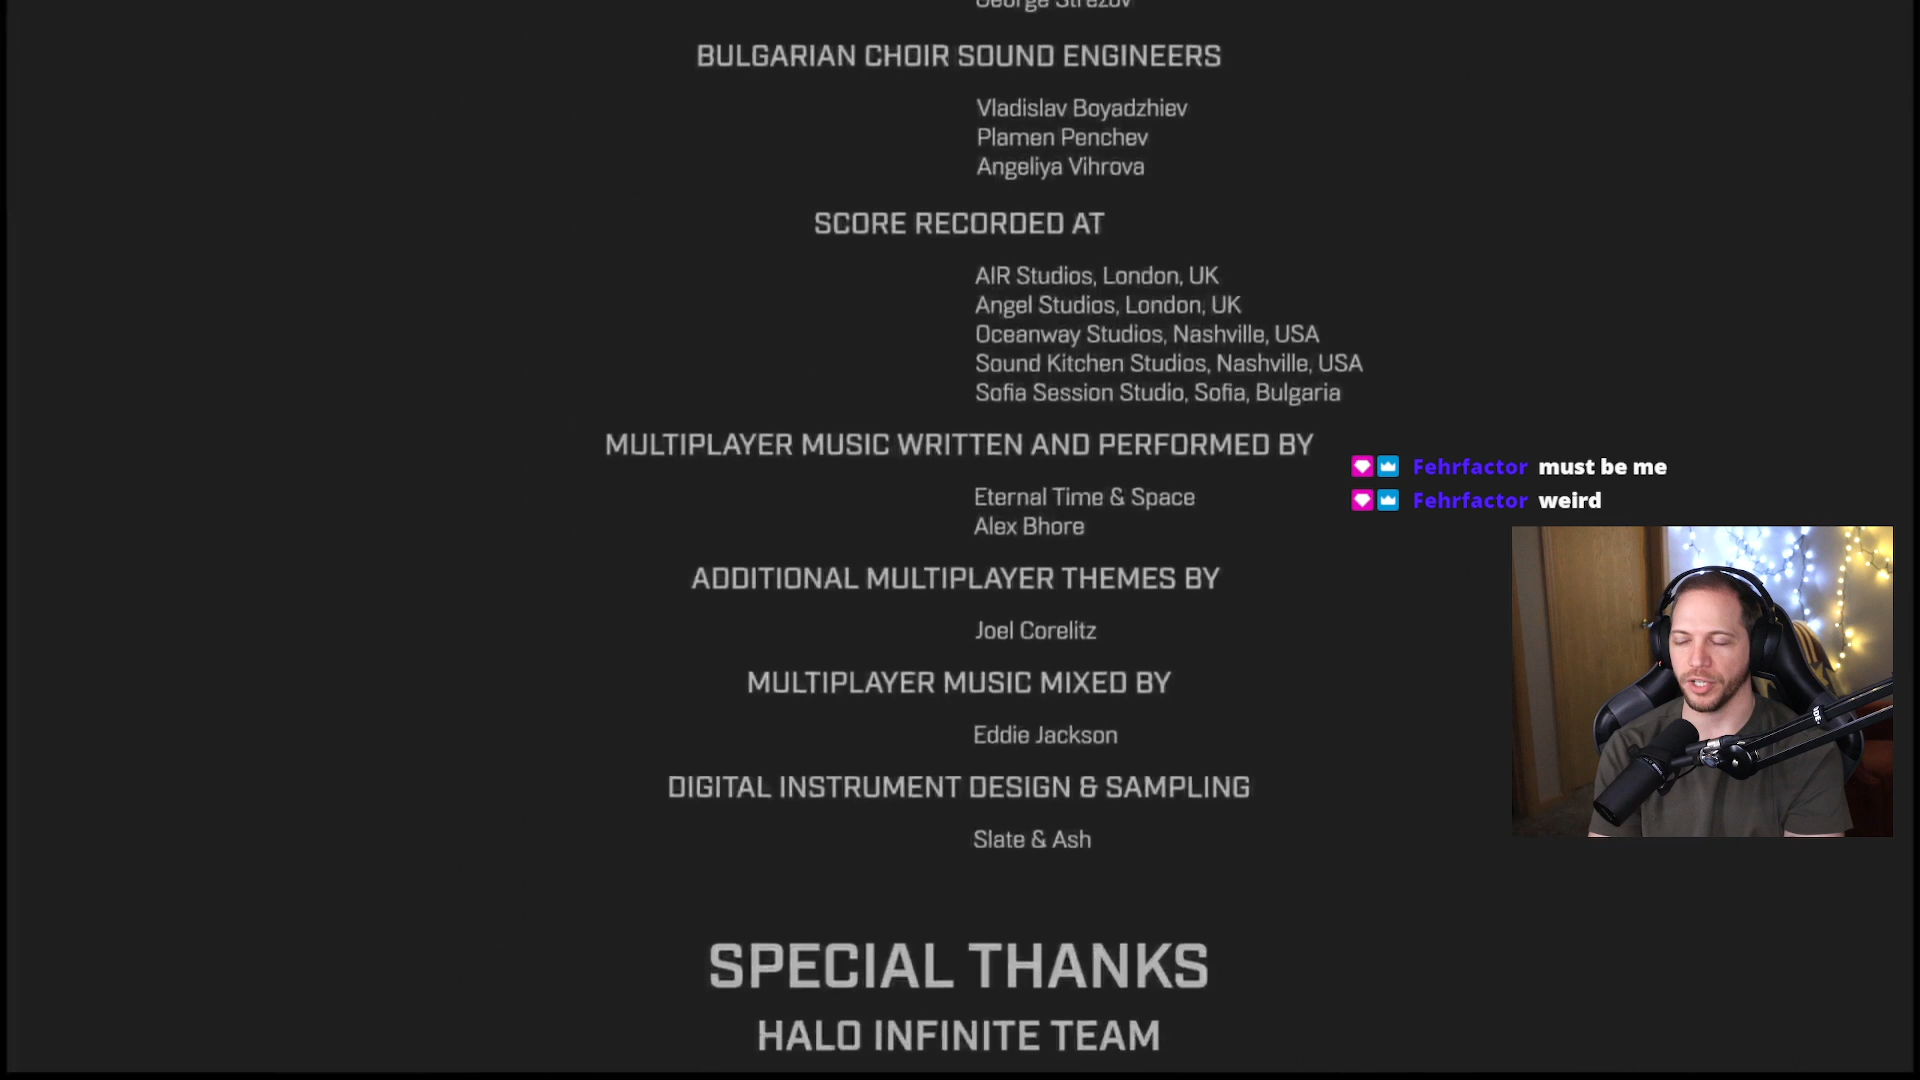 George Strezov
BULGARIAN CHOIR SOUND ENGINEERS
Vladislav Boyadzhiev
Plamen Penchev
Angeliya Vihrova
SCORE RECORDED AT
AIR Studios, London, UK
Angel Studios, London, UK
Oceanway Studios, Nashville, USA
Sound Kitchen Studios, Nashville, USA
Sofia Session Studio, Sofia, Bulgaria
MULTIPLAYER MUSIC WRITTEN AND PERFORMED BY
Eternal Time & Space
Alex Bhore
ADDITIONAL MULTIPLAYER THEMES BY
Joel Corelitz
MULTIPLAYER MUSIC MIXED BY
Eddie Jackson
DIGITAL INSTRUMENT DESIGN & SAMPLING
Slate & Ash
SPECIAL THANKS
HALO INFINITE TEAM
Fehrfactor must be me
Fehrfactor weird